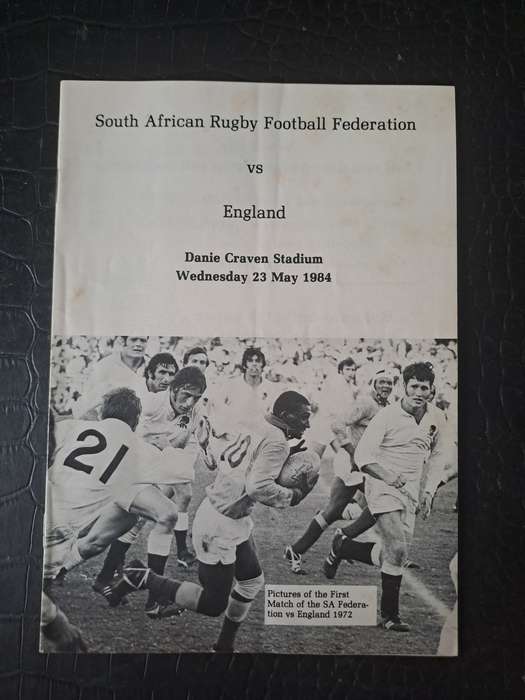 South African Rugby Football Federation
vs
England
Danie Craven Stadium
Wednesday 23 May 1984
21
10
Pictures of the First
Match of the SA Federa-
tion vs England 1972